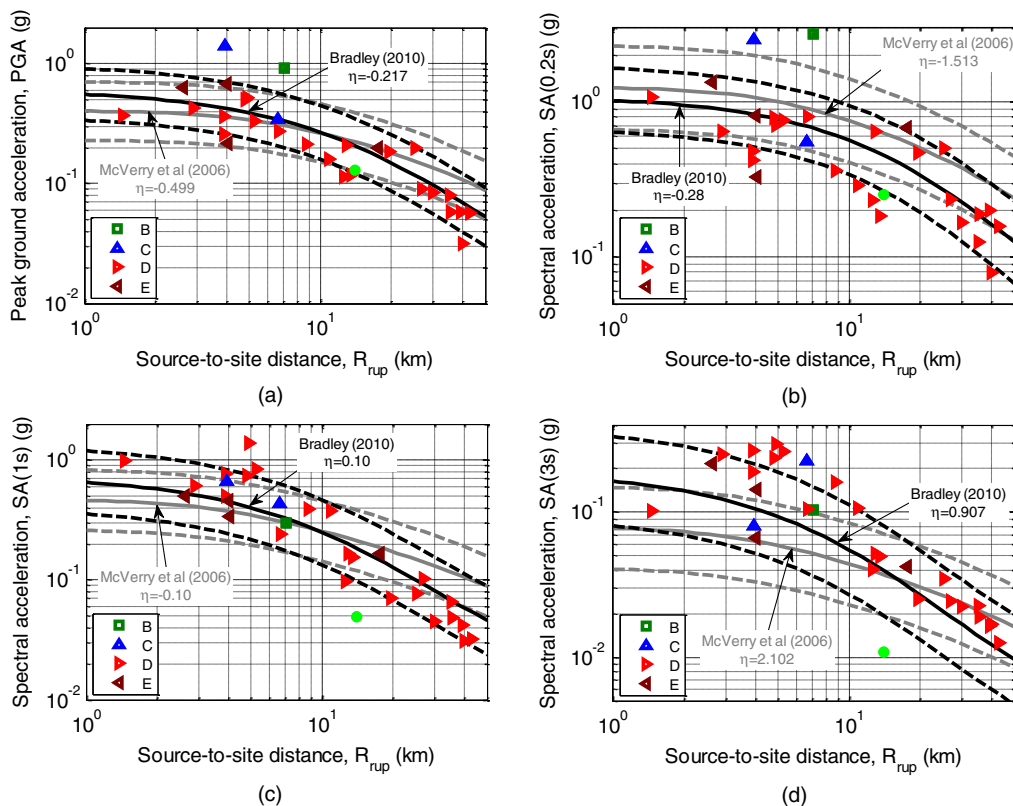 Peak ground acceleration, PGA (g)
10^0
10^-1
10^-2
Bradley (2010)
η=-0.217
McVerry et al (2006)
η=-0.499
B
C
D
E
10^0
10^1
Source-to-site distance, R_rup (km)
(a)
Spectral acceleration, SA(0.2s) (g)
10^0
10^-1
McVerry et al (2006)
η=-1.513
Bradley (2010)
η=-0.28
B
C
D
E
10^0
10^1
Source-to-site distance, R_rup (km)
(b)
Spectral acceleration, SA(1s) (g)
10^0
10^-1
10^-2
Bradley (2010)
η=0.10
McVerry et al (2006)
η=-0.10
B
C
D
E
10^0
10^1
Source-to-site distance, R_rup (km)
(c)
Spectral acceleration, SA(3s) (g)
10^-1
10^-2
Bradley (2010)
η=0.907
McVerry et al (2006)
η=2.102
B
C
D
E
10^0
10^1
Source-to-site distance, R_rup (km)
(d)